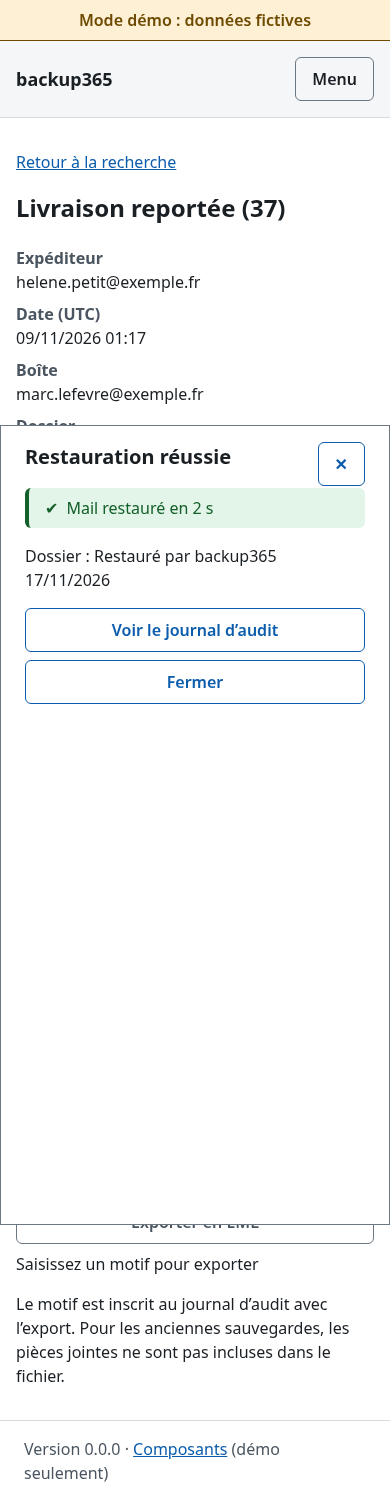 Mode démo : données fictives
backup365
Menu
Retour à la recherche
Livraison reportée (37)
Expéditeur
helene.petit@exemple.fr
Date (UTC)
09/11/2026 01:17
Boîte
marc.lefevre@exemple.fr
Dossier
Restauration réussie
✕
✔ Mail restauré en 2 s
Dossier : Restauré par backup365
17/11/2026
Voir le journal d’audit
Fermer
Exporter en EML
Saisissez un motif pour exporter
Le motif est inscrit au journal d’audit avec
l’export. Pour les anciennes sauvegardes, les
pièces jointes ne sont pas incluses dans le
fichier.
Version 0.0.0 · Composants (démo
seulement)